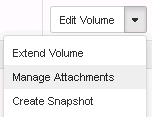 Edit Volume
Extend Volume
Manage Attachments
Create Snapshot